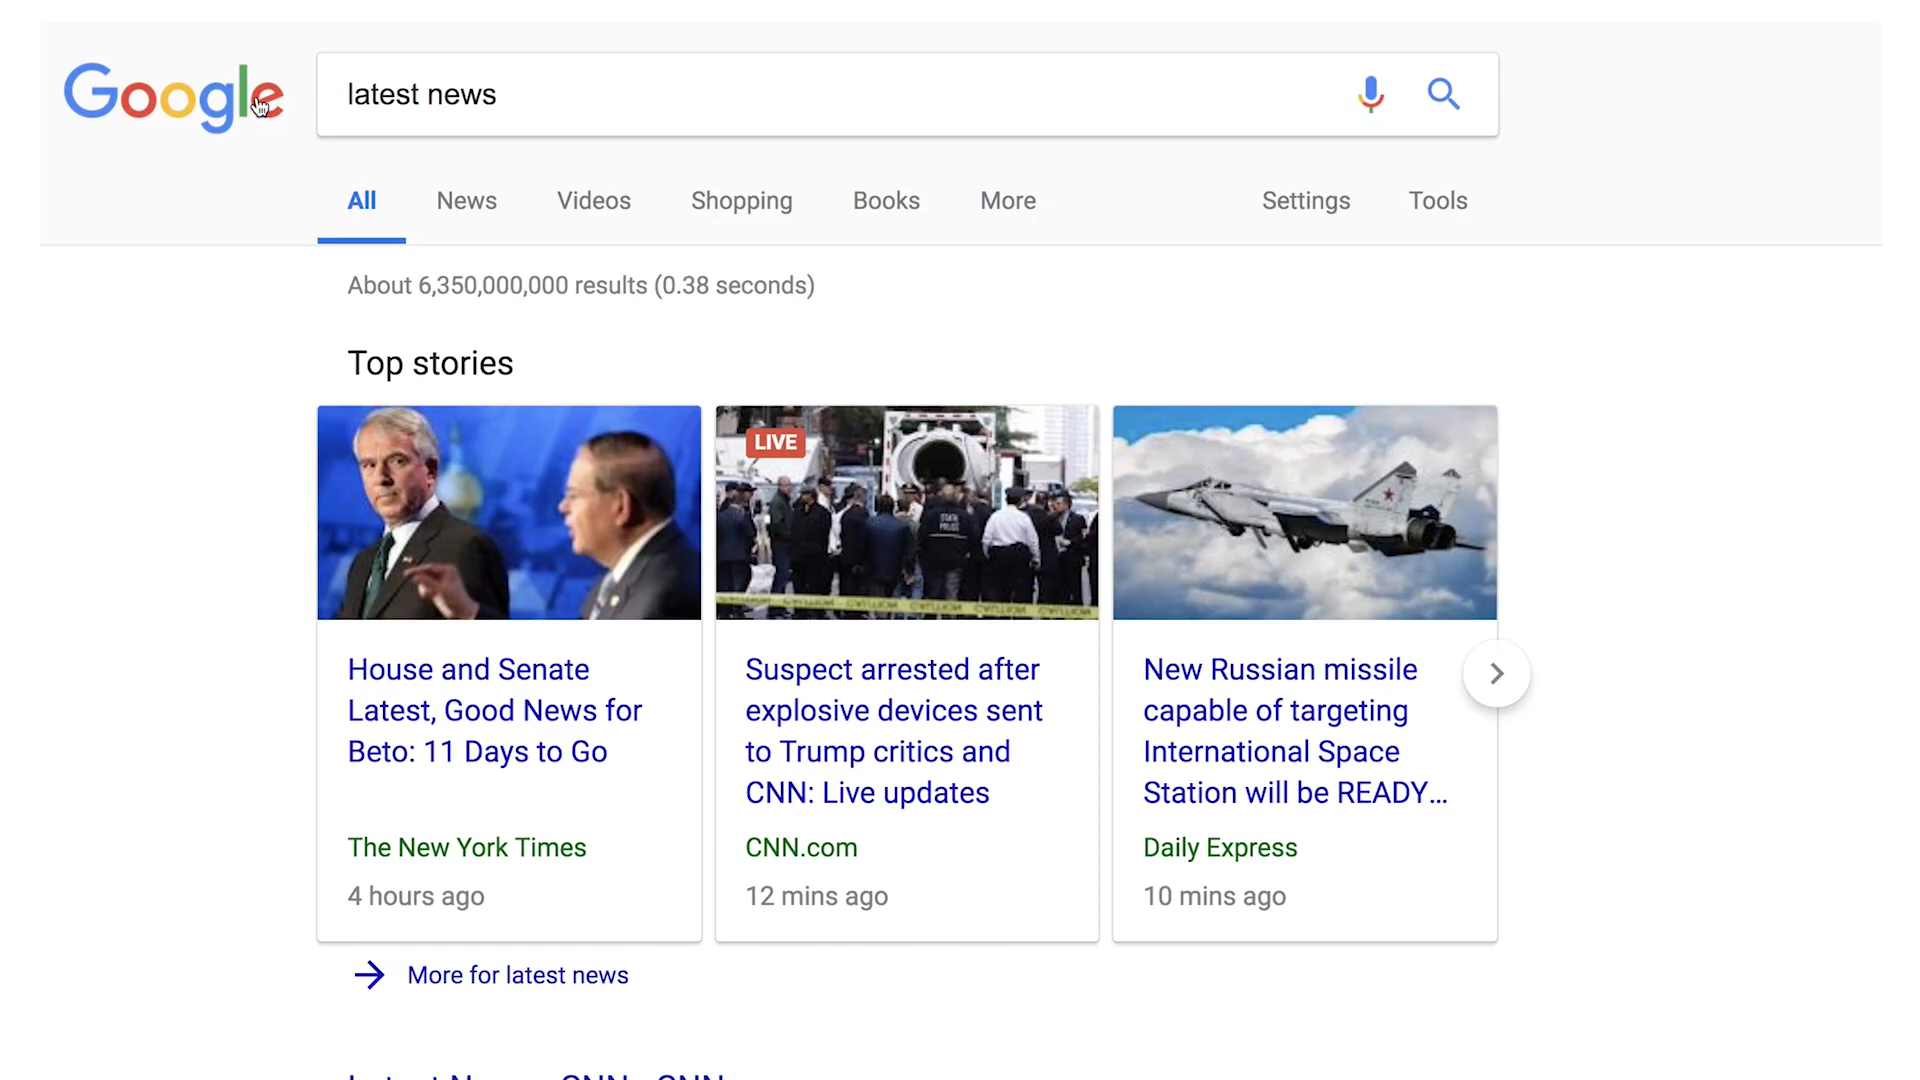 Google
latest news
All News Videos Shopping Books More Settings Tools
About 6,350,000,000 results (0.38 seconds)
Top stories
LIVE
STATE
POLICE
House and Senate
Latest, Good News for
Beto: 11 Days to Go
The New York Times
4 hours ago
Suspect arrested after
explosive devices sent
to Trump critics and
CNN: Live updates
CNN.com
12 mins ago
New Russian missile
capable of targeting
International Space
Station will be READY...
Daily Express
10 mins ago
More for latest news